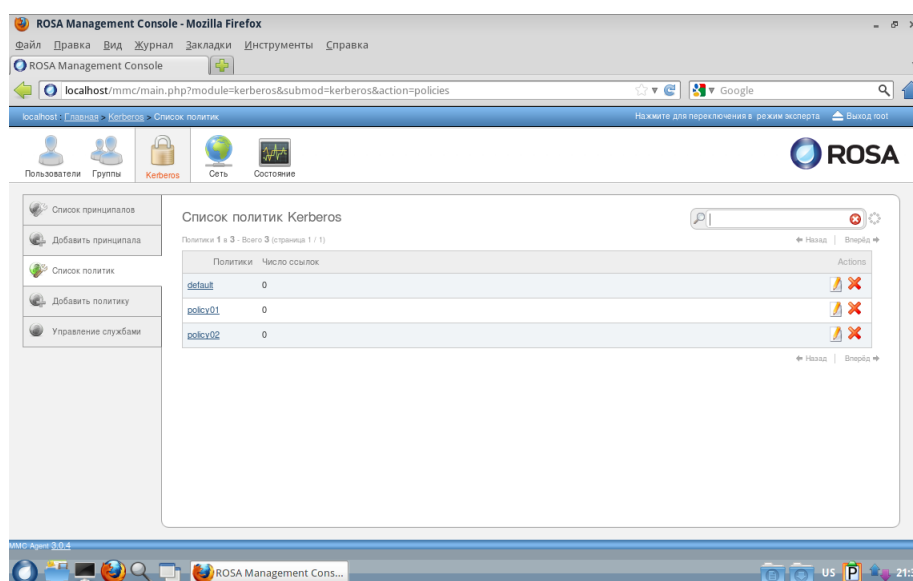 ROSA Management Console - Mozilla Firefox
Файл Правка Вид Журнал Закладки Инструменты Справка
ROSA Management Console
localhost/mmc/main.php?module=kerberos&submod=kerberos&action=policies
Google
localhost : Главная > Kerberos > Список политик
Нажмите для переключения в режим эксперта
Выход root
Пользователи Группы Kerberos Сеть Состояние
ROSA
Список принципалов
Добавить принципала
Список политик
Добавить политику
Управление службами
Список политик Kerberos
Политики 1 в 3 - Всего 3 (страница 1 / 1)
Назад | Вперёд
Политики Число ссылок Actions
default 0
policy01 0
policy02 0
Назад | Вперёд
MMC Agent 3.0.4
ROSA Management Cons...
US
P